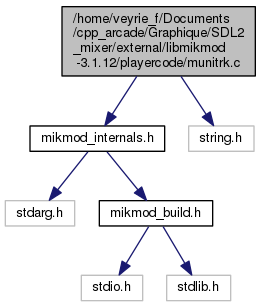 /home/veyrie_f/Documents
/cpp_arcade/Graphique/SDL2
_mixer/external/libmikmod
-3.1.12/playercode/munitrk.c
mikmod_internals.h
string.h
stdarg.h
mikmod_build.h
stdio.h
stdlib.h